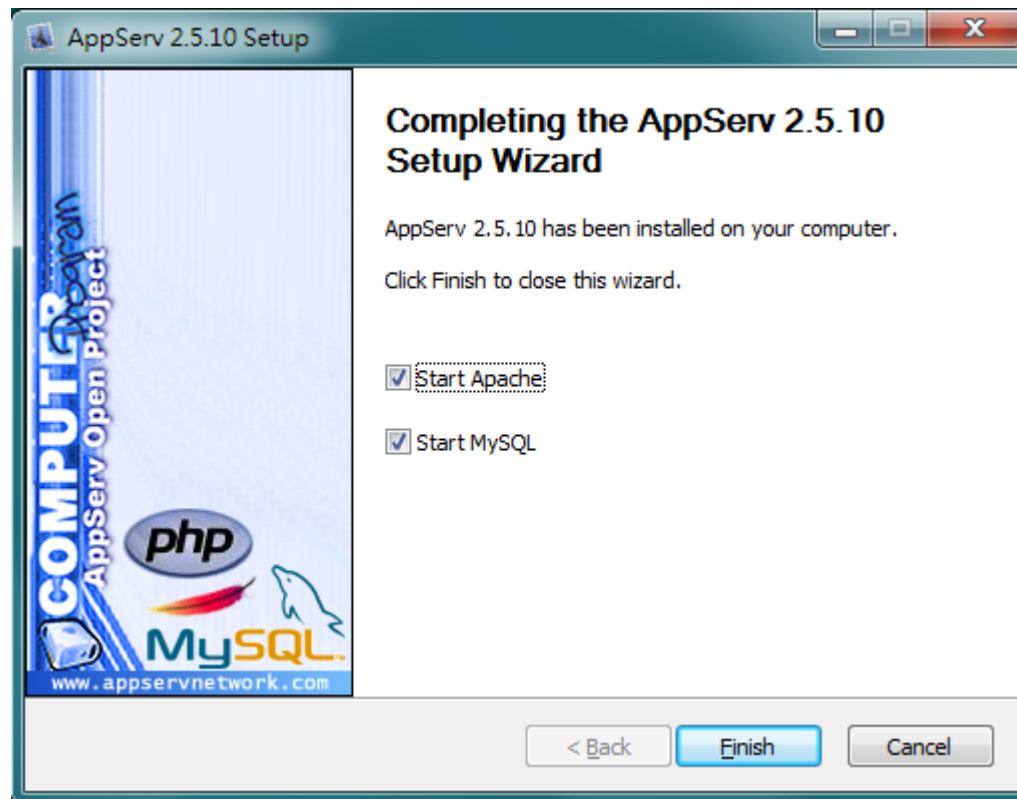 AppServ 2.5.10 Setup
Completing the AppServ 2.5.10
Setup Wizard
AppServ 2.5.10 has been installed on your computer.
Click Finish to close this wizard.
Start Apache
Start MySQL
COMPUTER
Program
AppServ Open Project
php
MySQL
www.appservnetwork.com
< Back
Finish
Cancel